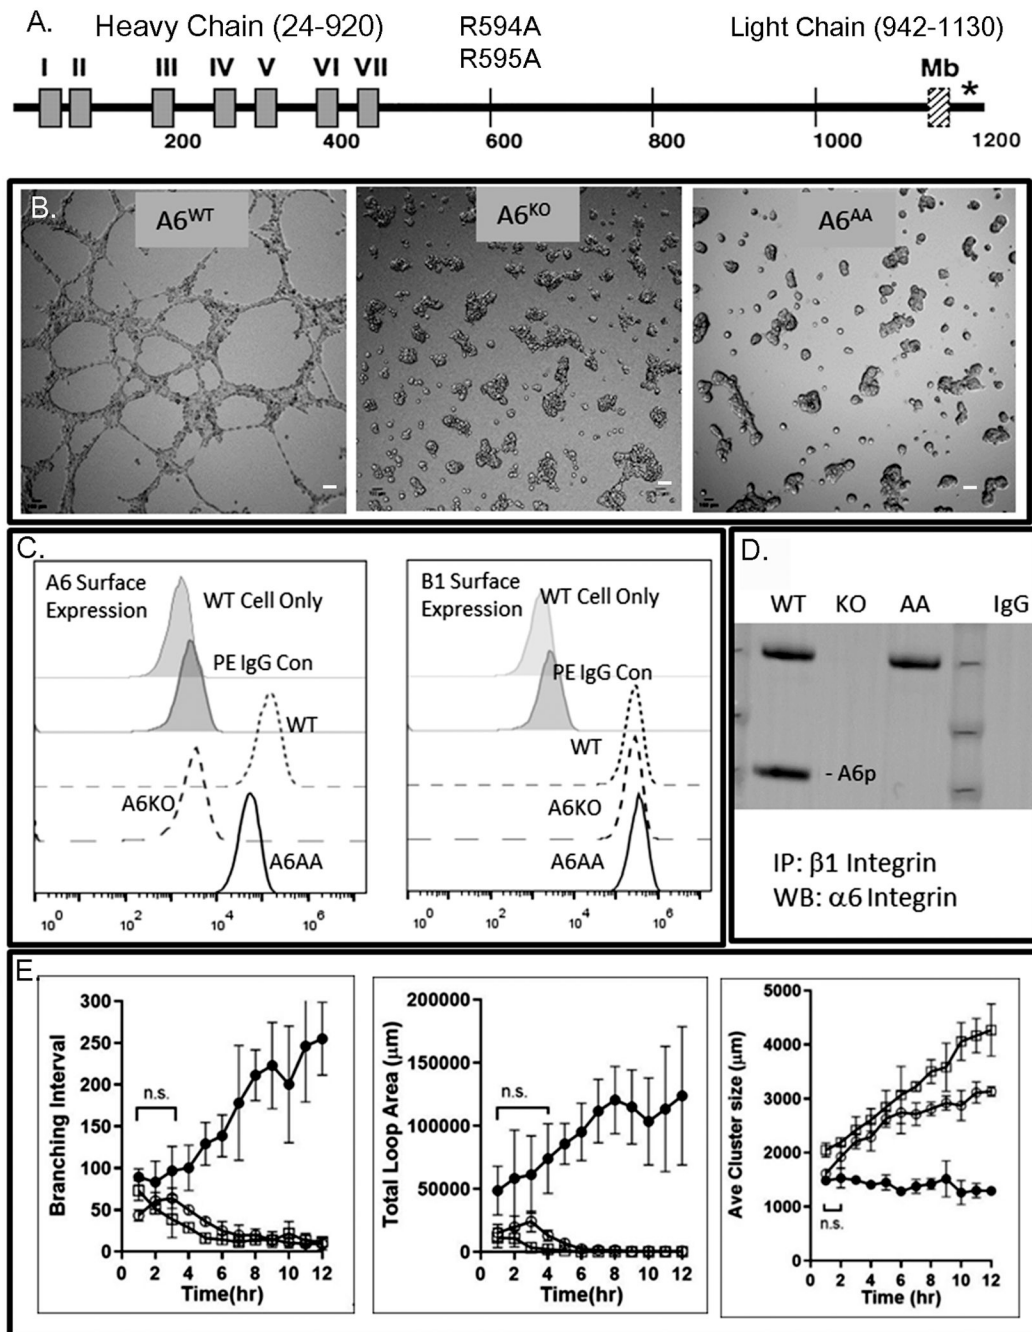 A.
Heavy Chain (24-920)
R594A
R595A
Light Chain (942-1130)
I II III IV V VI VII Mb *
200 400 600 800 1000 1200
B.
A6WT
A6KO
A6AA
C.
A6 Surface
Expression
WT Cell Only
PE IgG Con
WT
A6KO
A6AA
10^0 10^2 10^4 10^6
B1 Surface
Expression
WT Cell Only
PE IgG Con
WT
A6KO
A6AA
10^0 10^2 10^4 10^6
D.
WT KO AA IgG
- A6p
IP: β1 Integrin
WB: α6 Integrin
E.
Branching Interval
300
250
200
150
100
50
0
n.s.
0 2 4 6 8 10 12
Time(hr)
Total Loop Area (μm)
200000
150000
100000
50000
0
n.s.
0 2 4 6 8 10 12
Time(hr)
Ave Cluster size (μm)
5000
4000
3000
2000
1000
0
n.s.
0 2 4 6 8 10 12
Time (hr)